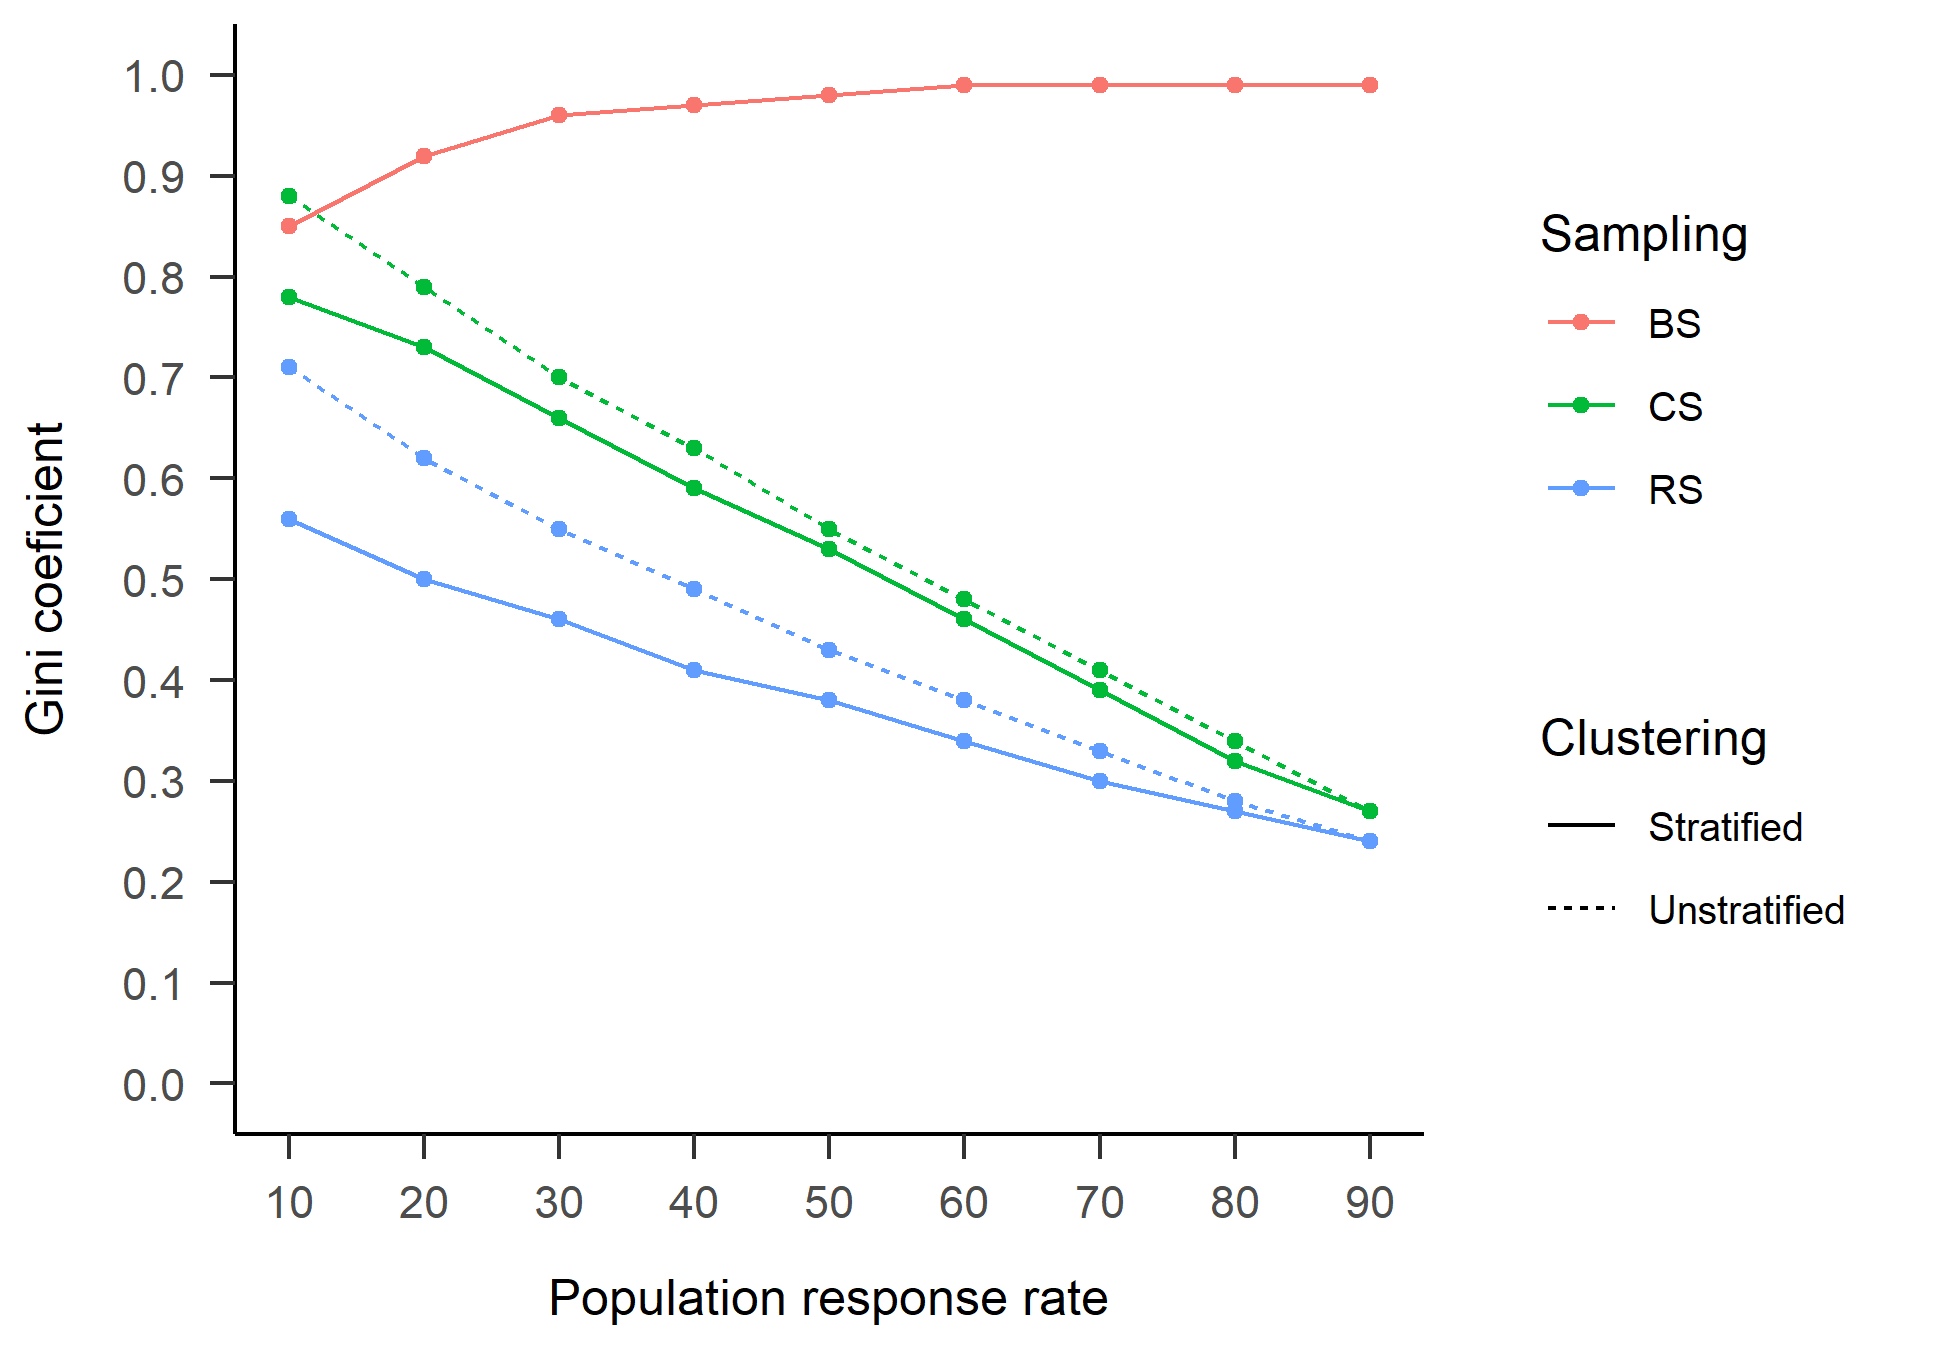 1.0
0.9
0.8
0.7
0.6
0.5
0.4
0.3
0.2
0.1
0.0
Gini coeficient
10 20 30 40 50 60 70 80 90
Population response rate
Sampling
BS
CS
RS
Clustering
Stratified
Unstratified